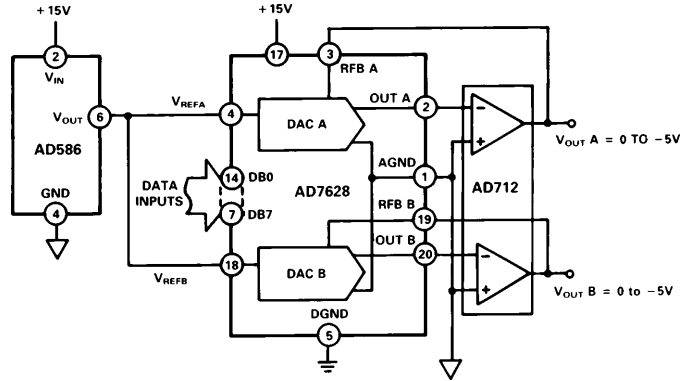 + 15V
+ 15V
2
VIN
17
3
RFB A
VOUT
6
VREFA
4
DAC A
OUT A
2
−
+
VOUT A = 0 TO −5V
AD586
GND
4
DATA
INPUTS
14
DB0
7
DB7
AD7628
AGND
1
RFB B
19
AD712
OUT B
20
18
VREFB
DAC B
−
+
VOUT B = 0 to −5V
DGND
5